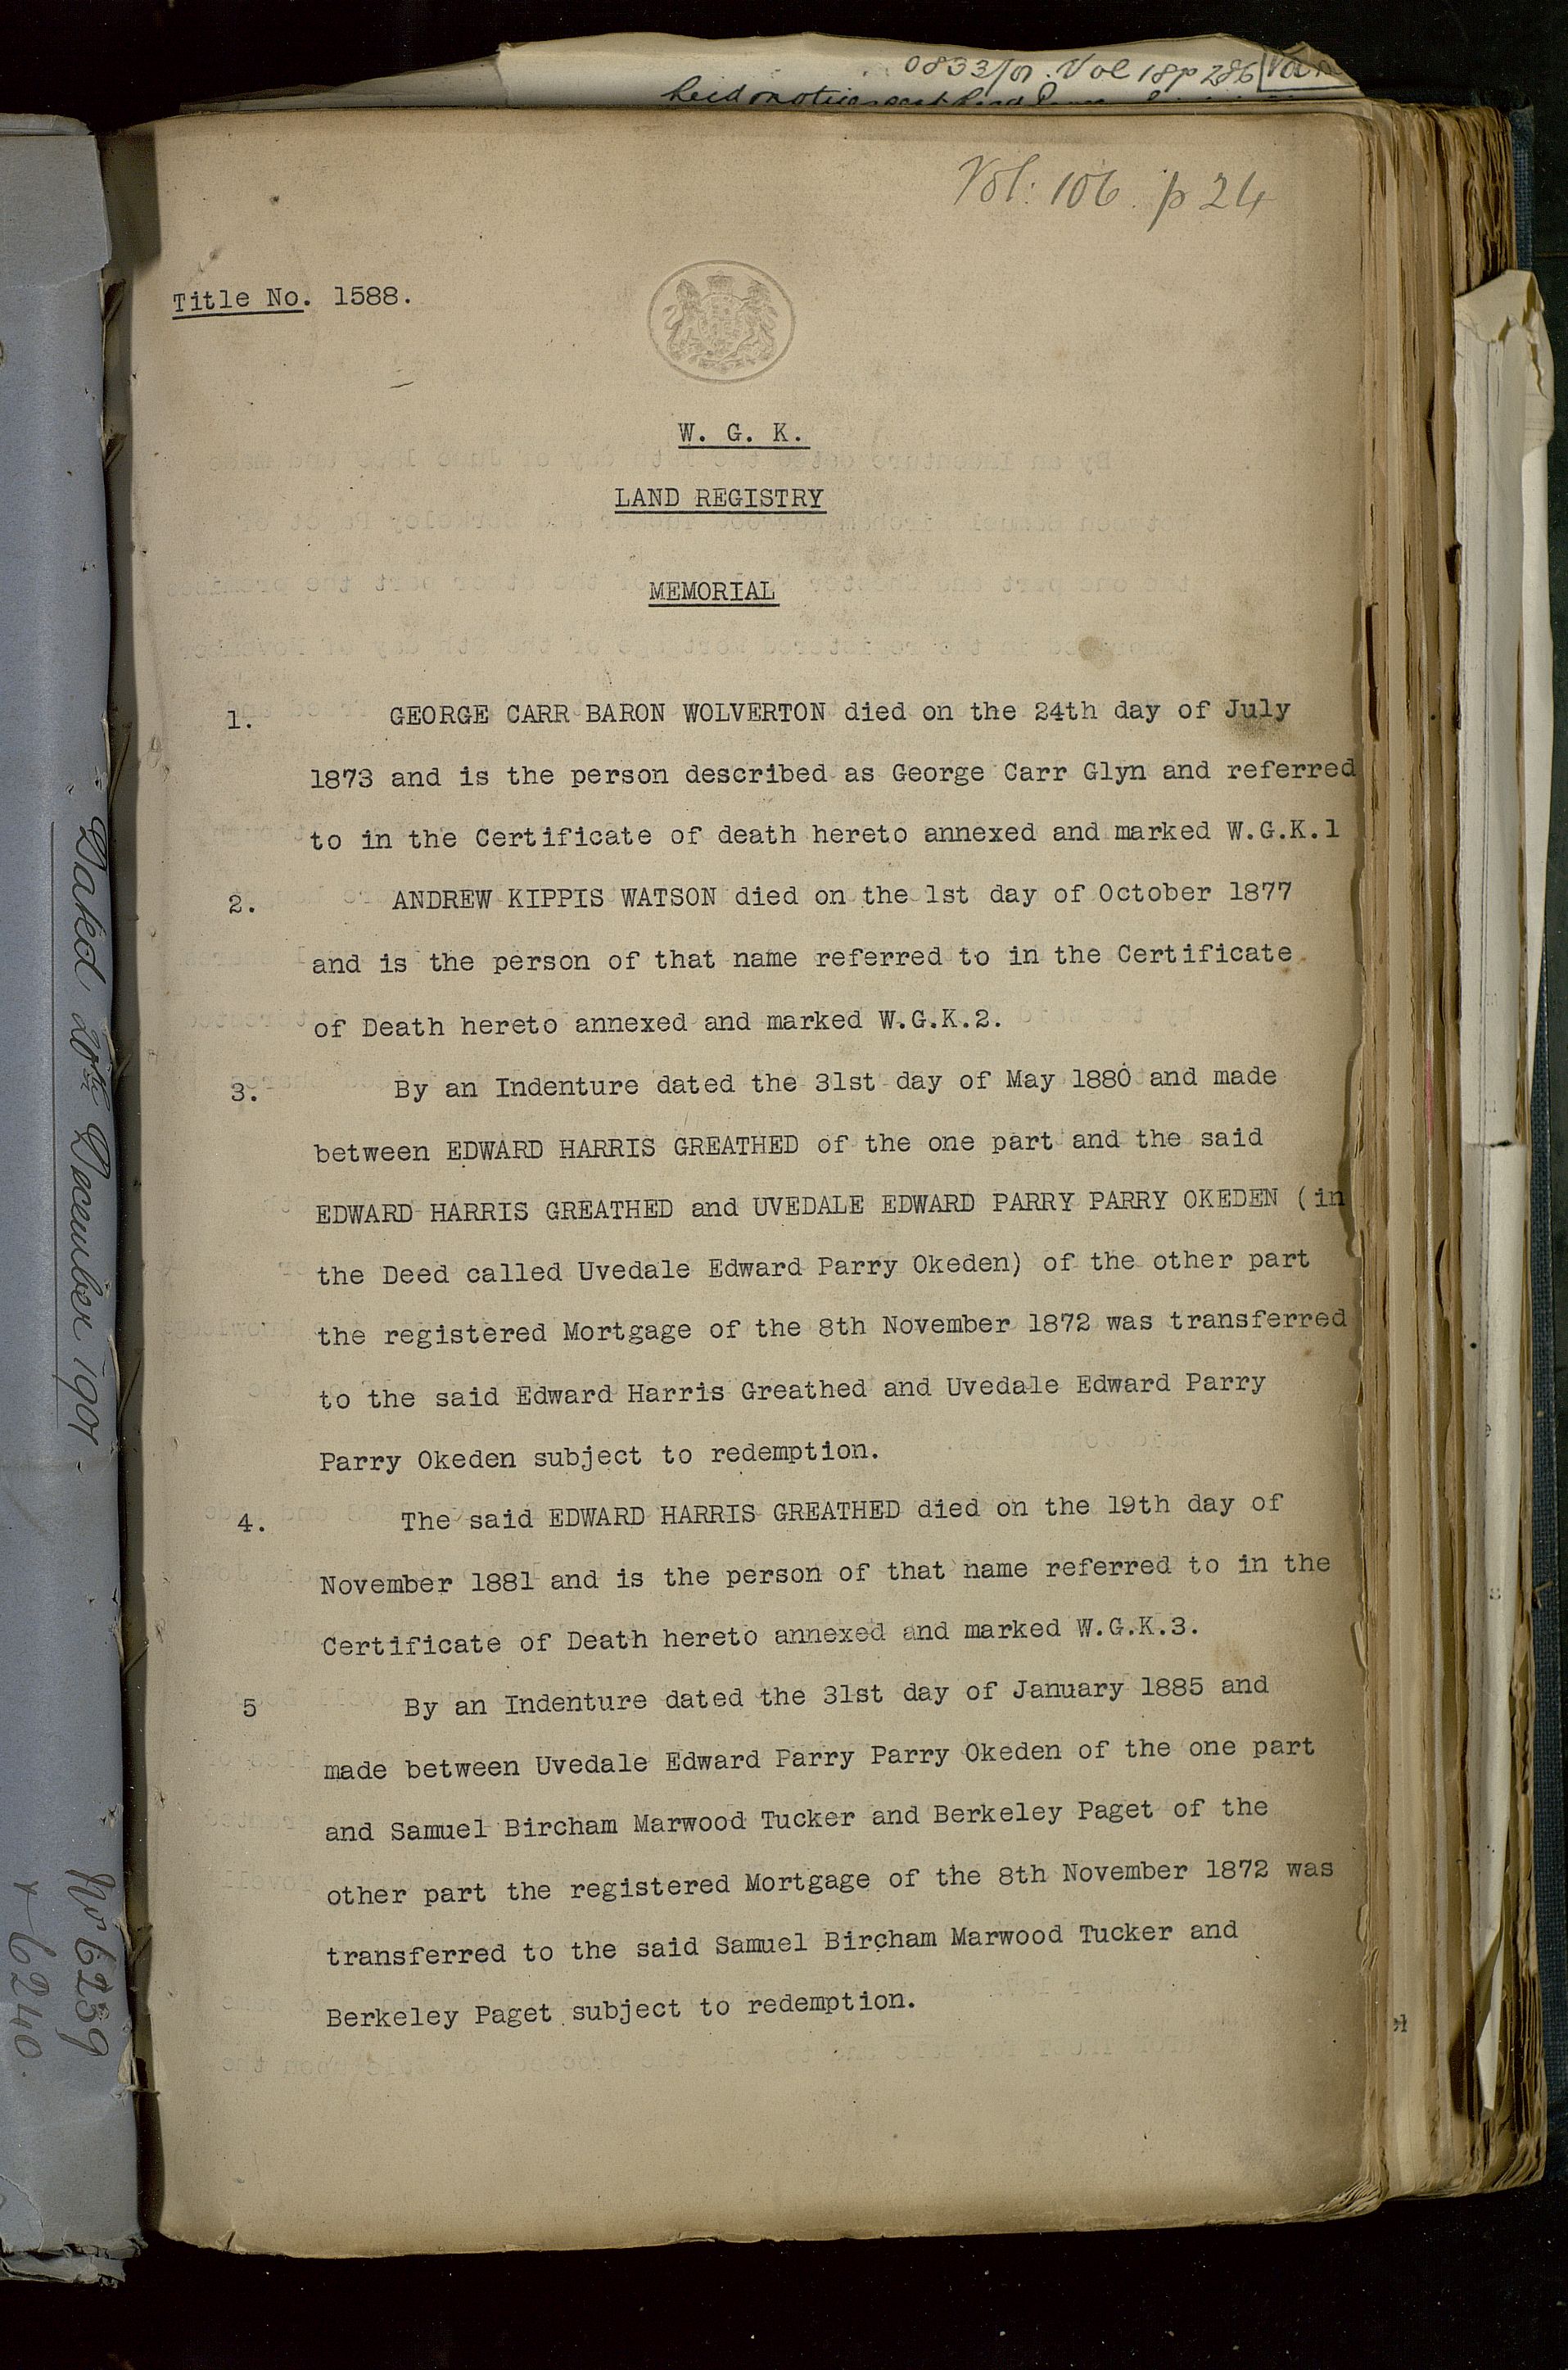 0833/01. Vol 18 p 286
Vol: 106. p 24
Title No. 1588.
W. G. K.
LAND REGISTRY
MEMORIAL
1. GEORGE CARR BARON WOLVERTON died on the 24th day of July
1873 and is the person described as George Carr Glyn and referred
to in the Certificate of death hereto annexed and marked W.G.K.1
2. ANDREW KIPPIS WATSON died on the 1st day of October 1877
and is the person of that name referred to in the Certificate
of Death hereto annexed and marked W.G.K.2.
3. By an Indenture dated the 31st day of May 1880 and made
between EDWARD HARRIS GREATHED of the one part and the said
EDWARD HARRIS GREATHED and UVEDALE EDWARD PARRY PARRY OKEDEN (in
the Deed called Uvedale Edward Parry Okeden) of the other part
the registered Mortgage of the 8th November 1872 was transferred
to the said Edward Harris Greathed and Uvedale Edward Parry
Parry Okeden subject to redemption.
4. The said EDWARD HARRIS GREATHED died on the 19th day of
November 1881 and is the person of that name referred to in the
Certificate of Death hereto annexed and marked W.G.K.3.
5 By an Indenture dated the 31st day of January 1885 and
made between Uvedale Edward Parry Parry Okeden of the one part
and Samuel Bircham Marwood Tucker and Berkeley Paget of the
other part the registered Mortgage of the 8th November 1872 was
transferred to the said Samuel Bircham Marwood Tucker and
Berkeley Paget subject to redemption.
Dated 20th December 1901
No 6239
6240